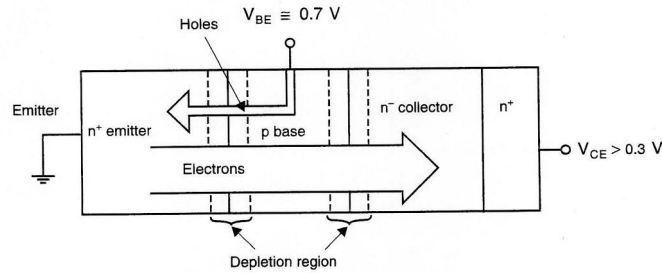 V_BE ≅ 0.7 V
Holes
Emitter
n⁺ emitter
p base
n⁻ collector
n⁺
V_CE > 0.3 V
Electrons
Depletion region